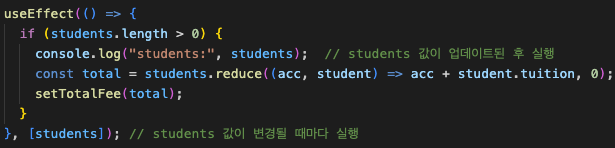 useEffect(() => {
  if (students.length > 0) {
    console.log("students:", students);  // students 값이 업데이트된 후 실행
    const total = students.reduce((acc, student) => acc + student.tuition, 0);
    setTotalFee(total);
  }
}, [students]); // students 값이 변경될 때마다 실행